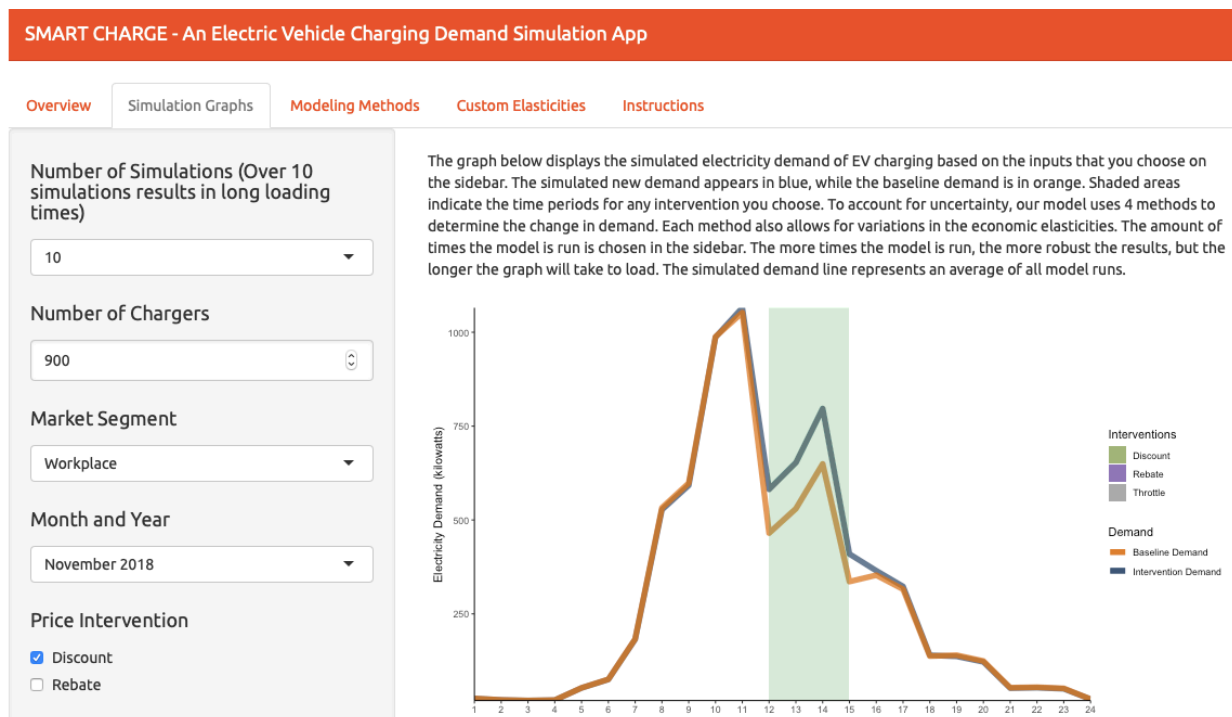 SMART CHARGE - An Electric Vehicle Charging Demand Simulation App
Overview
Simulation Graphs
Modeling Methods
Custom Elasticities
Instructions
Number of Simulations (Over 10
simulations results in long loading
times)
10
Number of Chargers
900
Market Segment
Workplace
Month and Year
November 2018
Price Intervention
Discount
Rebate
The graph below displays the simulated electricity demand of EV charging based on the inputs that you choose on
the sidebar. The simulated new demand appears in blue, while the baseline demand is in orange. Shaded areas
indicate the time periods for any intervention you choose. To account for uncertainty, our model uses 4 methods to
determine the change in demand. Each method also allows for variations in the economic elasticities. The amount of
times the model is run is chosen in the sidebar. The more times the model is run, the more robust the results, but the
longer the graph will take to load. The simulated demand line represents an average of all model runs.
Electricity Demand (kilowatts)
1000
750
500
250
1 2 3 4 5 6 7 8 9 10 11 12 13 14 15 16 17 18 19 20 21 22 23 24
Interventions
Discount
Rebate
Throttle
Demand
Baseline Demand
Intervention Demand